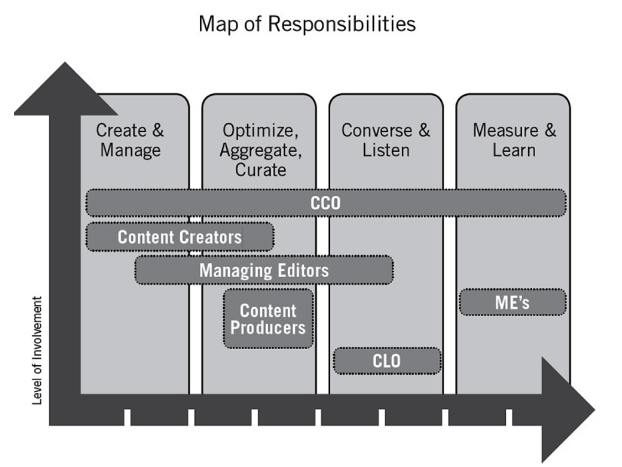 Map of Responsibilities
Create &
Manage
Optimize,
Aggregate,
Curate
Converse &
Listen
Measure &
Learn
CCO
Content Creators
Managing Editors
Content
Producers
ME's
CLO
Level of Involvement